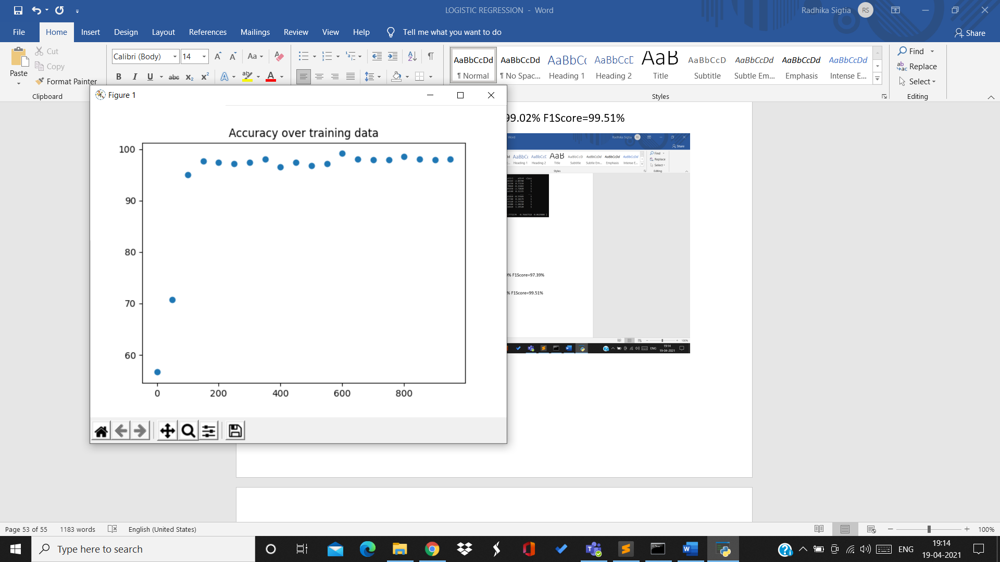 LOGISTIC REGRESSION - Word
Radhika Sigtia
RS
File
Home
Insert
Design
Layout
References
Mailings
Review
View
Help
Tell me what you want to do
Share
Paste
Cut
Copy
Format Painter
Clipboard
Calibri (Body)
14
AaBbCcDd AaBbCcDd AaBbCc AaBbCcD AaB AaBbCcD AaBbCcDd AaBbCcDd AaBbCcDd
¶ Normal ¶ No Spac... Heading 1 Heading 2 Title Subtitle Subtle Em... Emphasis Intense E...
Styles
Find
Replace
Select
Editing
Figure 1
Accuracy over training data
100
90
80
70
60
0 200 400 600 800
99.02% F1Score=99.51%
% F1Score=97.39%
% F1Score=99.51%
Page 53 of 55
1183 words
English (United States)
100%
Type here to search
ENG
19:14
19-04-2021